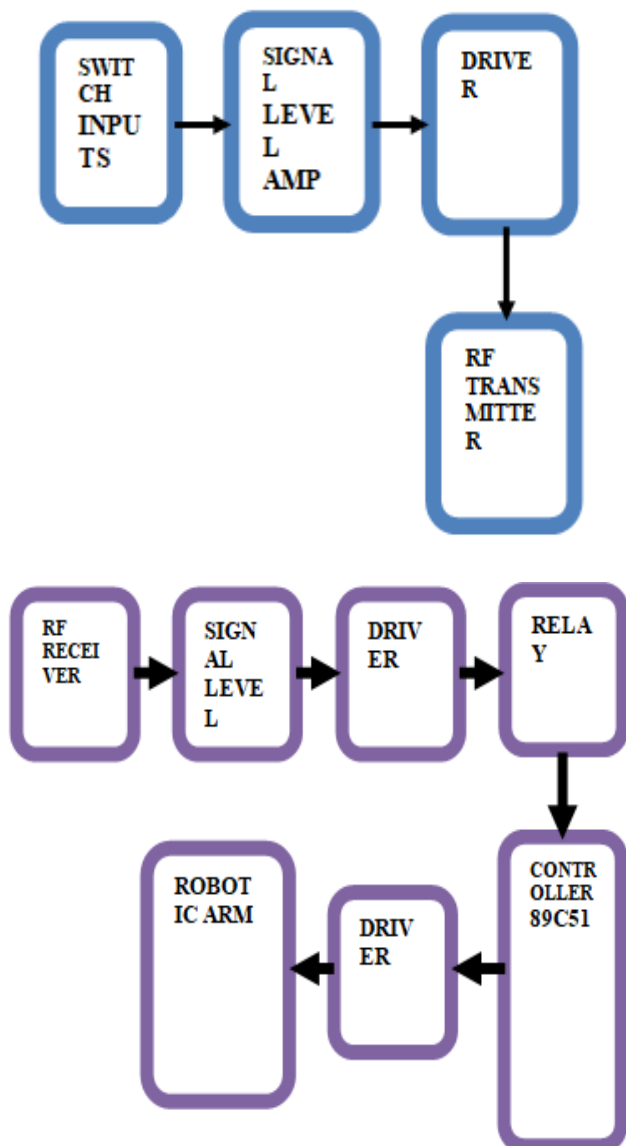 SWIT
CH
INPU
TS
SIGNA
L
LEVE
L
AMP
DRIVE
R
RF
TRANS
MITTE
R
RF
RECEI
VER
SIGN
AL
LEVE
L
DRIV
ER
RELA
Y
CONTR
OLLER
89C51
DRIV
ER
ROBOT
IC ARM